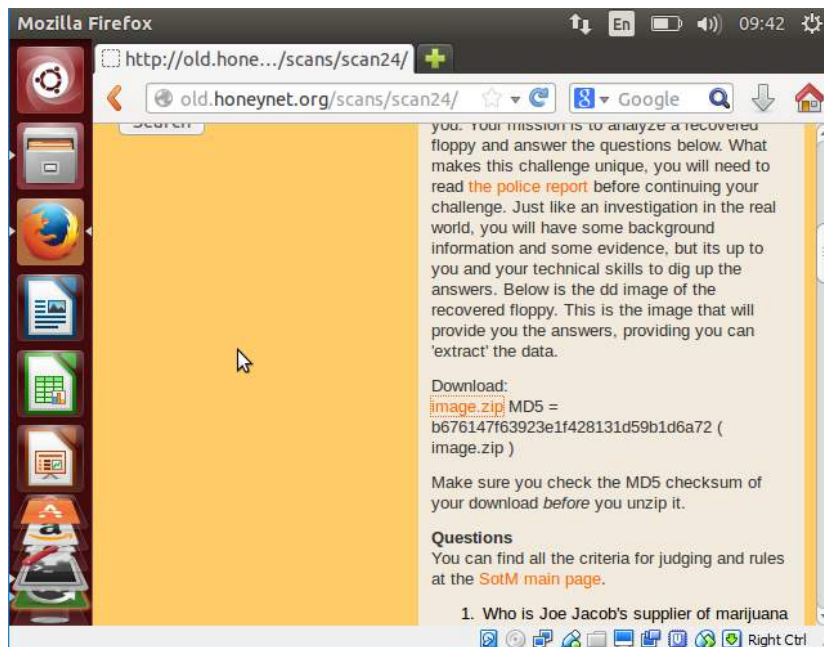 Mozilla Firefox
En
09:42
http://old.hone.../scans/scan24/
old.honeynet.org/scans/scan24/
8
Google
Search
you. Your mission is to analyze a recovered
floppy and answer the questions below. What
makes this challenge unique, you will need to
read the police report before continuing your
challenge. Just like an investigation in the real
world, you will have some background
information and some evidence, but its up to
you and your technical skills to dig up the
answers. Below is the dd image of the
recovered floppy. This is the image that will
provide you the answers, providing you can
'extract' the data.
Download:
image.zip MD5 =
b676147f63923e1f428131d59b1d6a72 (
image.zip )
Make sure you check the MD5 checksum of
your download before you unzip it.
Questions
You can find all the criteria for judging and rules
at the SotM main page.
1. Who is Joe Jacob's supplier of marijuana
a
Right Ctrl